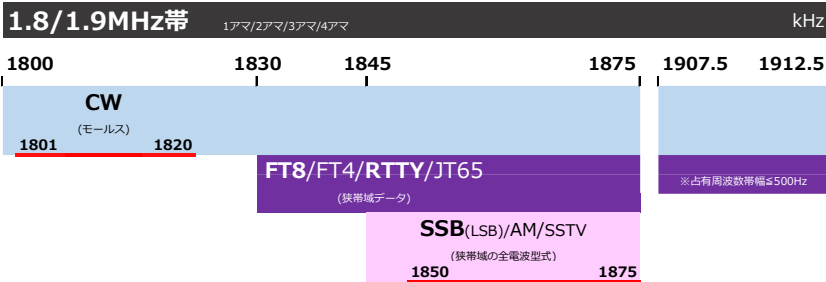 1.8/1.9MHz帯 1アマ/2アマ/3アマ/4アマ kHz
1800 1830 1845 1875 1907.5 1912.5
CW
(モールス)
1801 1820
FT8/FT4/RTTY/JT65
(狭帯域データ)
※占有周波数帯幅≦500Hz
SSB(LSB)/AM/SSTV
(狭帯域の全電波型式)
1850 1875